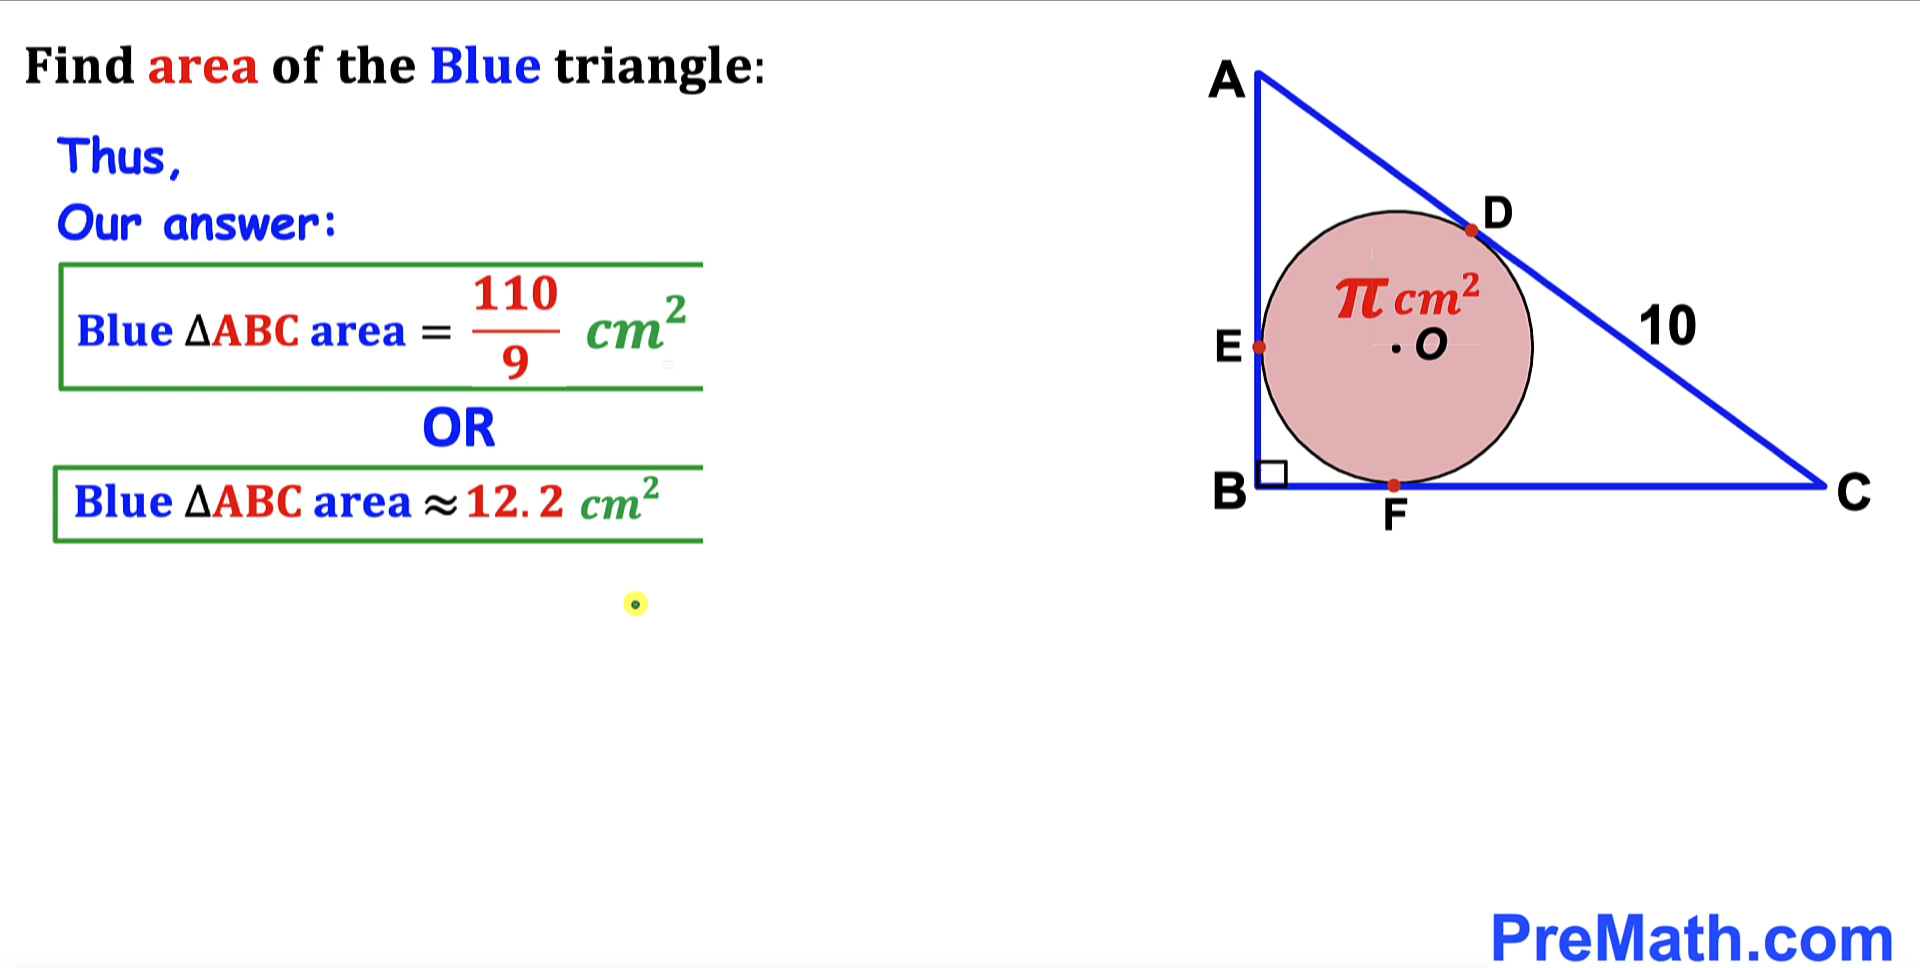 Find area of the Blue triangle:
Thus,
Our answer:
Blue ΔABC area = 110/9 cm²
OR
Blue ΔABC area ≈ 12.2 cm²
A
D
π cm²
10
E
. O
B
C
F
PreMath.com